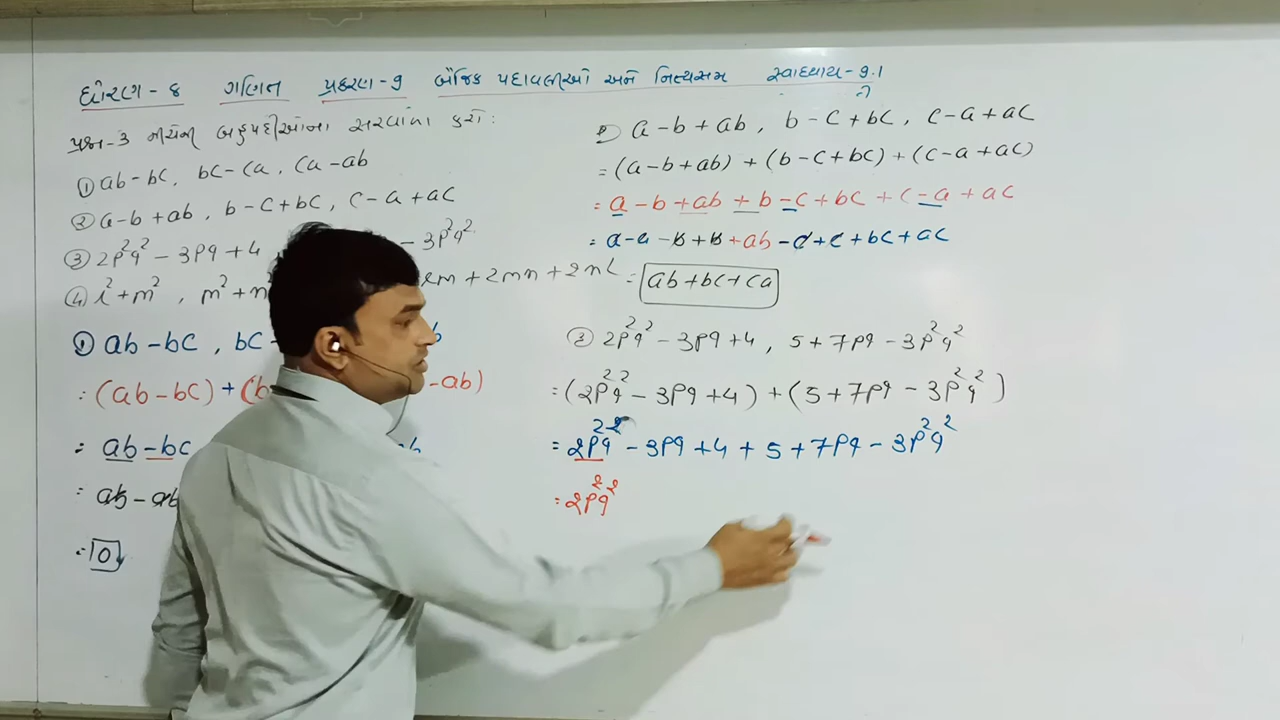 ધોરણ - ૮ ગણિત પ્રકરણ - ૯ બૈજિક પદાવલીઓ અને નિત્યસમ સ્વાધ્યાય - ૯.૧
પ્રશ્ન - ૩ નીચેની બહુપદીઓના સરવાળા કરો :
① ab - bc, bc - ca, ca - ab
② a - b + ab, b - c + bc, c - a + ac
③ 2p²q² - 3pq + 4 - 3p²q²
④ l² + m², m² + n² 2lm + 2mn + 2nl
① ab - bc, bc
= (ab - bc) + (b -ab)
= ab - bc
= ab - ab
= 0
a - b + ab, b - c + bc, c - a + ac
= (a - b + ab) + (b - c + bc) + (c - a + ac)
= a - b + ab + b - c + bc + c - a + ac
= a - a - b + b + ab - c + c + bc + ac
= ab + bc + ca
③ 2p²q² - 3pq + 4, 5 + 7pq - 3p²q²
= (2p²q² - 3pq + 4) + (5 + 7pq - 3p²q²)
= 2p²q² - 3pq + 4 + 5 + 7pq - 3p²q²
= 2p²q²